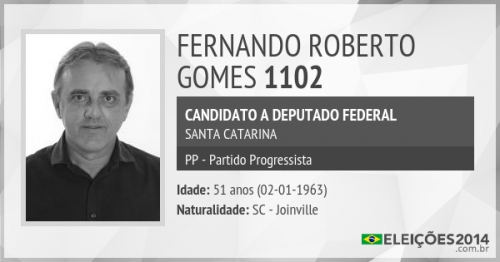 FERNANDO ROBERTO
GOMES 1102
CANDIDATO A DEPUTADO FEDERAL
SANTA CATARINA
PP - Partido Progressista
Idade: 51 anos (02-01-1963)
Naturalidade: SC - Joinville
ELEIÇÕES2014
.com.br